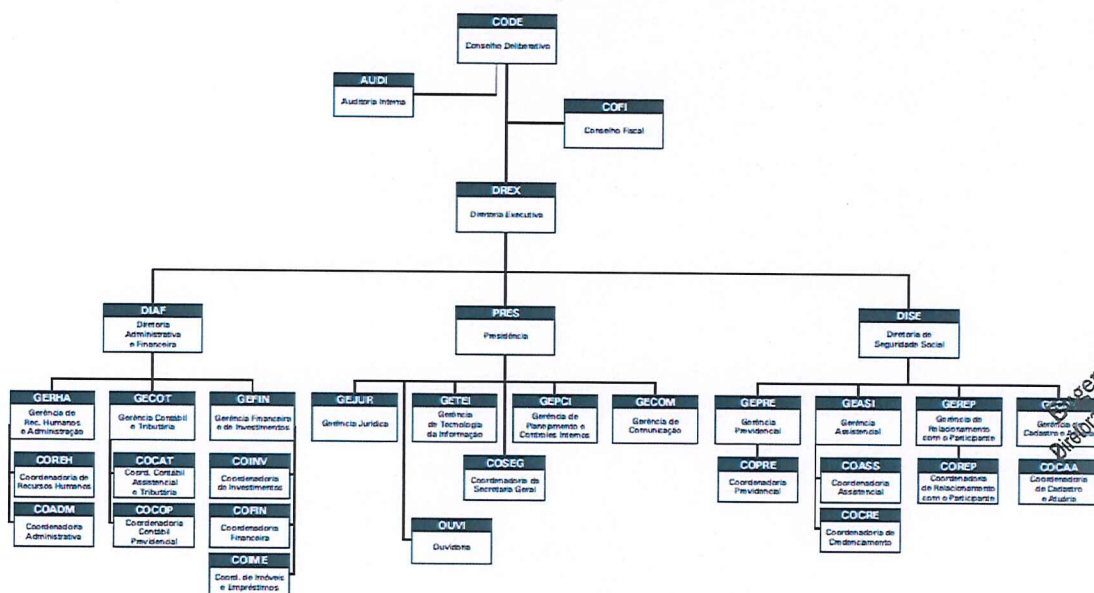 CODE
Conselho Deliberativo
AUDI
Auditoria Interna
COFI
Conselho Fiscal
DREX
Diretoria Executiva
DIAF
Diretoria
Administrativa
e Financeira
PRES
Presidência
DISE
Diretoria de
Seguridade Social
GERHA
Gerência de
Rec. Humanos
e Administração
GECOT
Gerência Contábil
e Tributária
GEFIN
Gerência Financeira
e de Investimentos
GEJUR
Gerência Jurídica
GETEI
Gerência
de Tecnologia
da Informação
GEPCI
Gerência de
Planejamento e
Controles Internos
GECOM
Gerência
de Comunicação
GEPRE
Gerência
Previdencial
GEASI
Gerência
Assistencial
GEREP
Gerência de
Relacionamento
com o Participante
Gerência de
Cadastro e
COREH
Coordenadoria de
Recursos Humanos
COCAT
Coord. Contábil
Assistencial
e Tributária
COINV
Coordenadoria
de Investimentos
COSEG
Coordenadoria da
Secretaria Geral
COPRE
Coordenadoria
Previdencial
COASS
Coordenadoria
Assistencial
COREP
Coordenadoria
de Relacionamento
com o Participante
COCAA
Coordenadoria
de Cadastro
e Atuária
COADM
Coordenadoria
Administrativa
COCOP
Coordenadoria
Contábil
Previdencial
COFIN
Coordenadoria
Financeira
OUVI
Ouvidoria
COCRE
Coordenadoria de
Credenciamento
COIME
Coord. de Imóveis
e Empréstimos